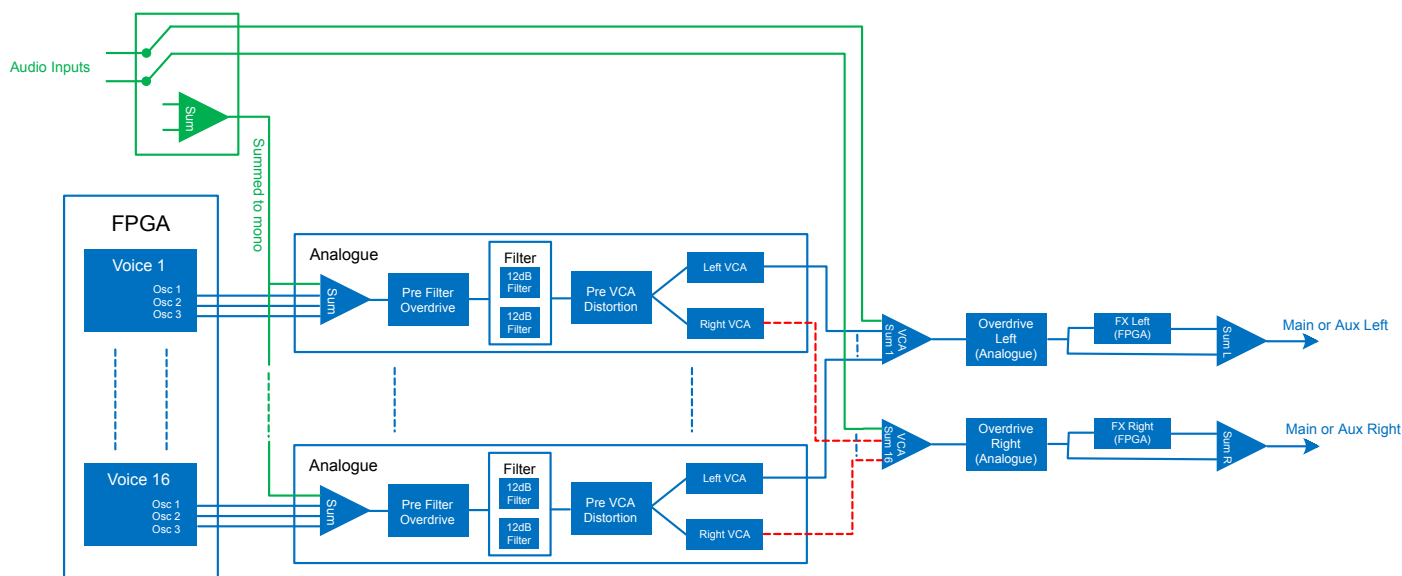 Audio Inputs
Sum
Summed to mono
FPGA
Voice 1
Osc 1
Osc 2
Osc 3
Analogue
Sum
Pre Filter
Overdrive
Filter
12dB
Filter
12dB
Filter
Pre VCA
Distortion
Left VCA
Right VCA
VCA
Sum 1
Overdrive
Left
(Analogue)
FX Left
(FPGA)
Sum L
Main or Aux Left
VCA
Sum 16
Overdrive
Right
(Analogue)
FX Right
(FPGA)
Sum R
Main or Aux Right
Voice 16
Osc 1
Osc 2
Osc 3
Analogue
Sum
Pre Filter
Overdrive
Filter
12dB
Filter
12dB
Filter
Pre VCA
Distortion
Left VCA
Right VCA